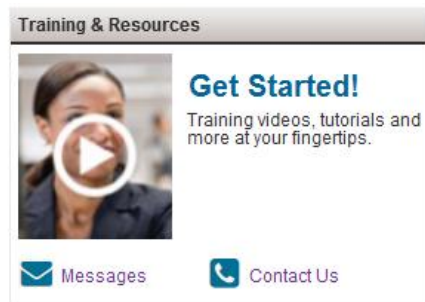 Training & Resources
Get Started!
Training videos, tutorials and
more at your fingertips.
Messages
Contact Us